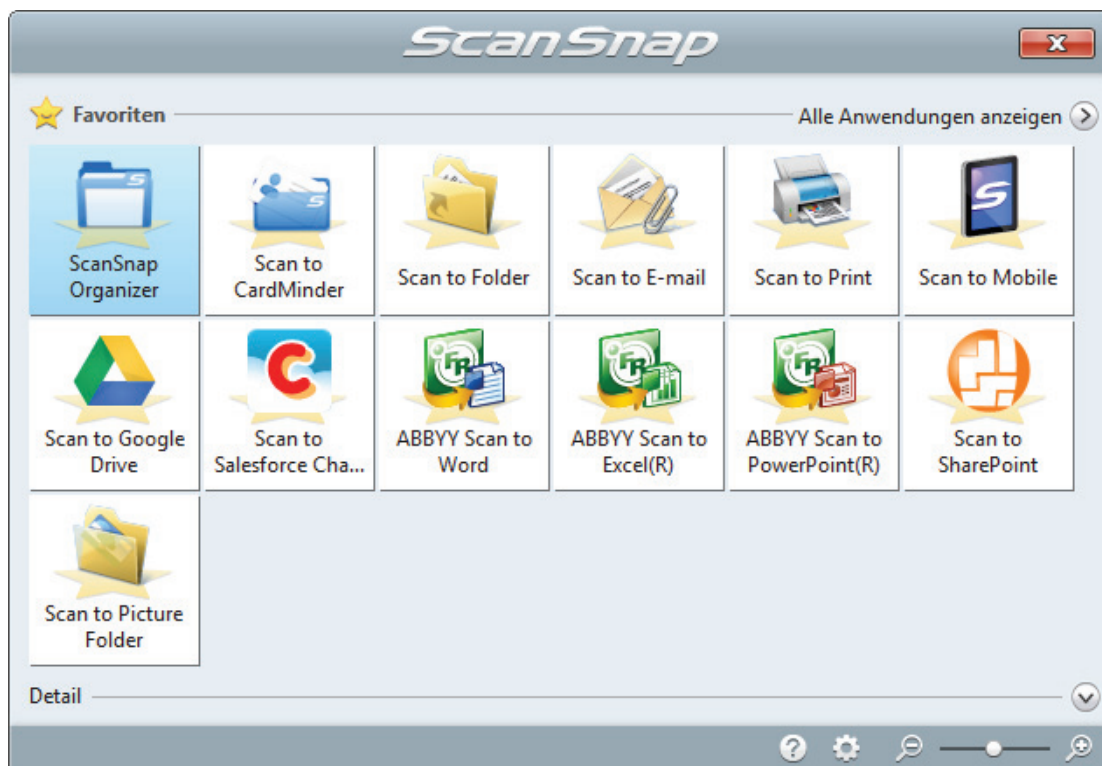 ScanSnap
Favoriten
Alle Anwendungen anzeigen
ScanSnap
Organizer
Scan to
CardMinder
Scan to Folder
Scan to E-mail
Scan to Print
Scan to Mobile
Scan to Google
Drive
Scan to
Salesforce Cha...
ABBYY Scan to
Word
ABBYY Scan to
Excel(R)
ABBYY Scan to
PowerPoint(R)
Scan to
SharePoint
Scan to Picture
Folder
Detail